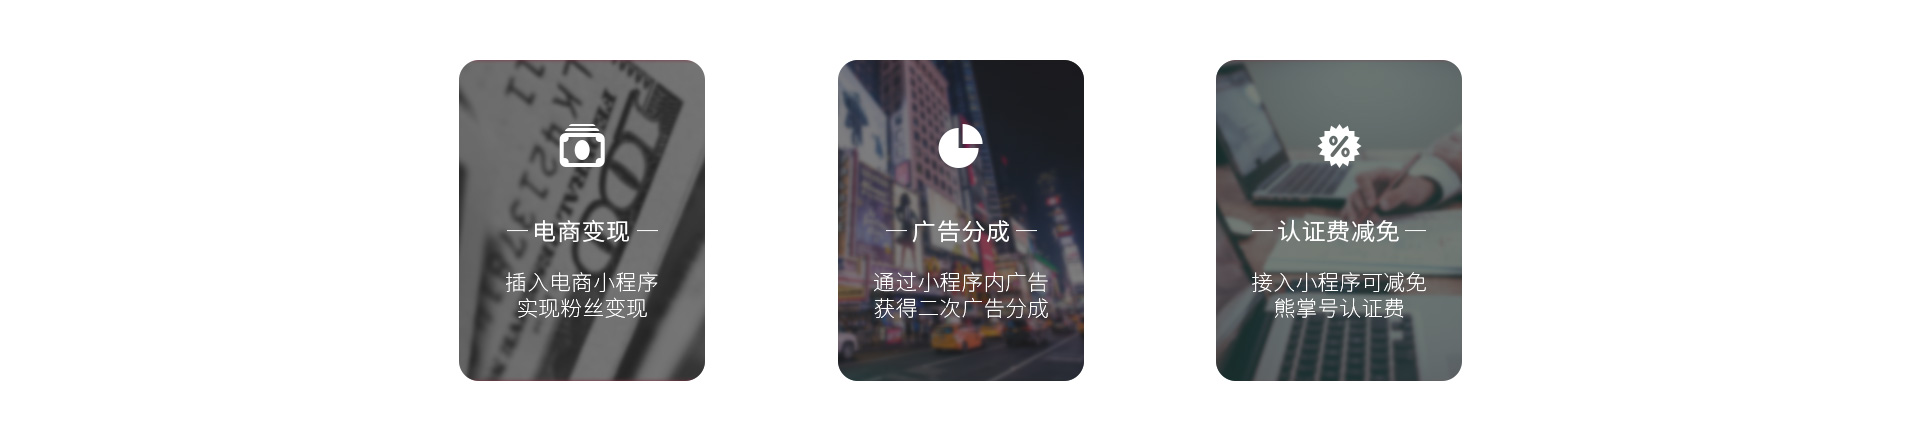 电商变现
插入电商小程序
实现粉丝变现
广告分成
通过小程序内广告
获得二次广告分成
认证费减免
接入小程序可减免
熊掌号认证费